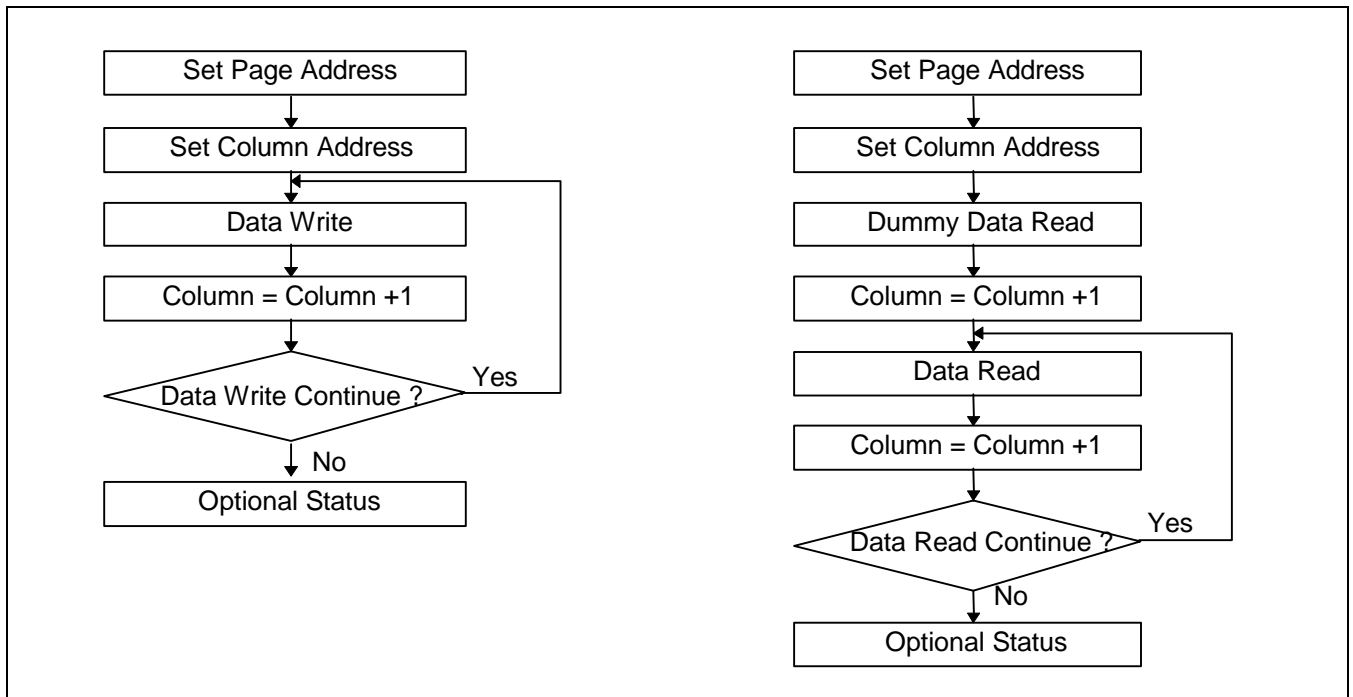 Set Page Address
Set Column Address
Data Write
Column = Column +1
Data Write Continue ?
Yes
No
Optional Status
Set Page Address
Set Column Address
Dummy Data Read
Column = Column +1
Data Read
Column = Column +1
Data Read Continue ?
Yes
No
Optional Status